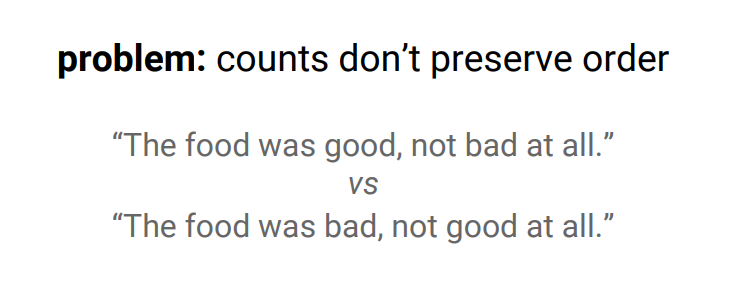 problem: counts don’t preserve order
“The food was good, not bad at all.”
vs
“The food was bad, not good at all.”